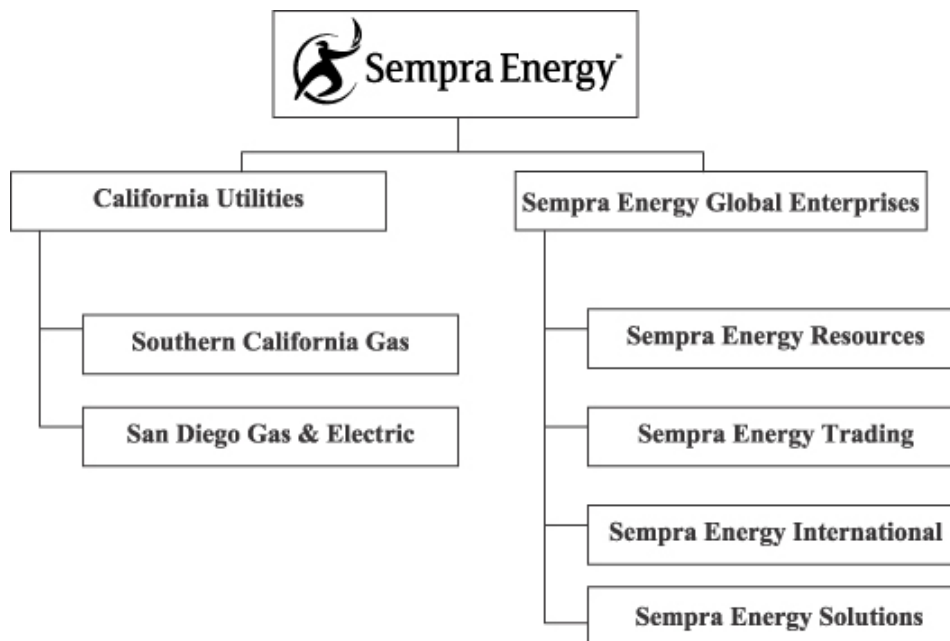 Sempra Energy™
California Utilities
Southern California Gas
San Diego Gas & Electric
Sempra Energy Global Enterprises
Sempra Energy Resources
Sempra Energy Trading
Sempra Energy International
Sempra Energy Solutions